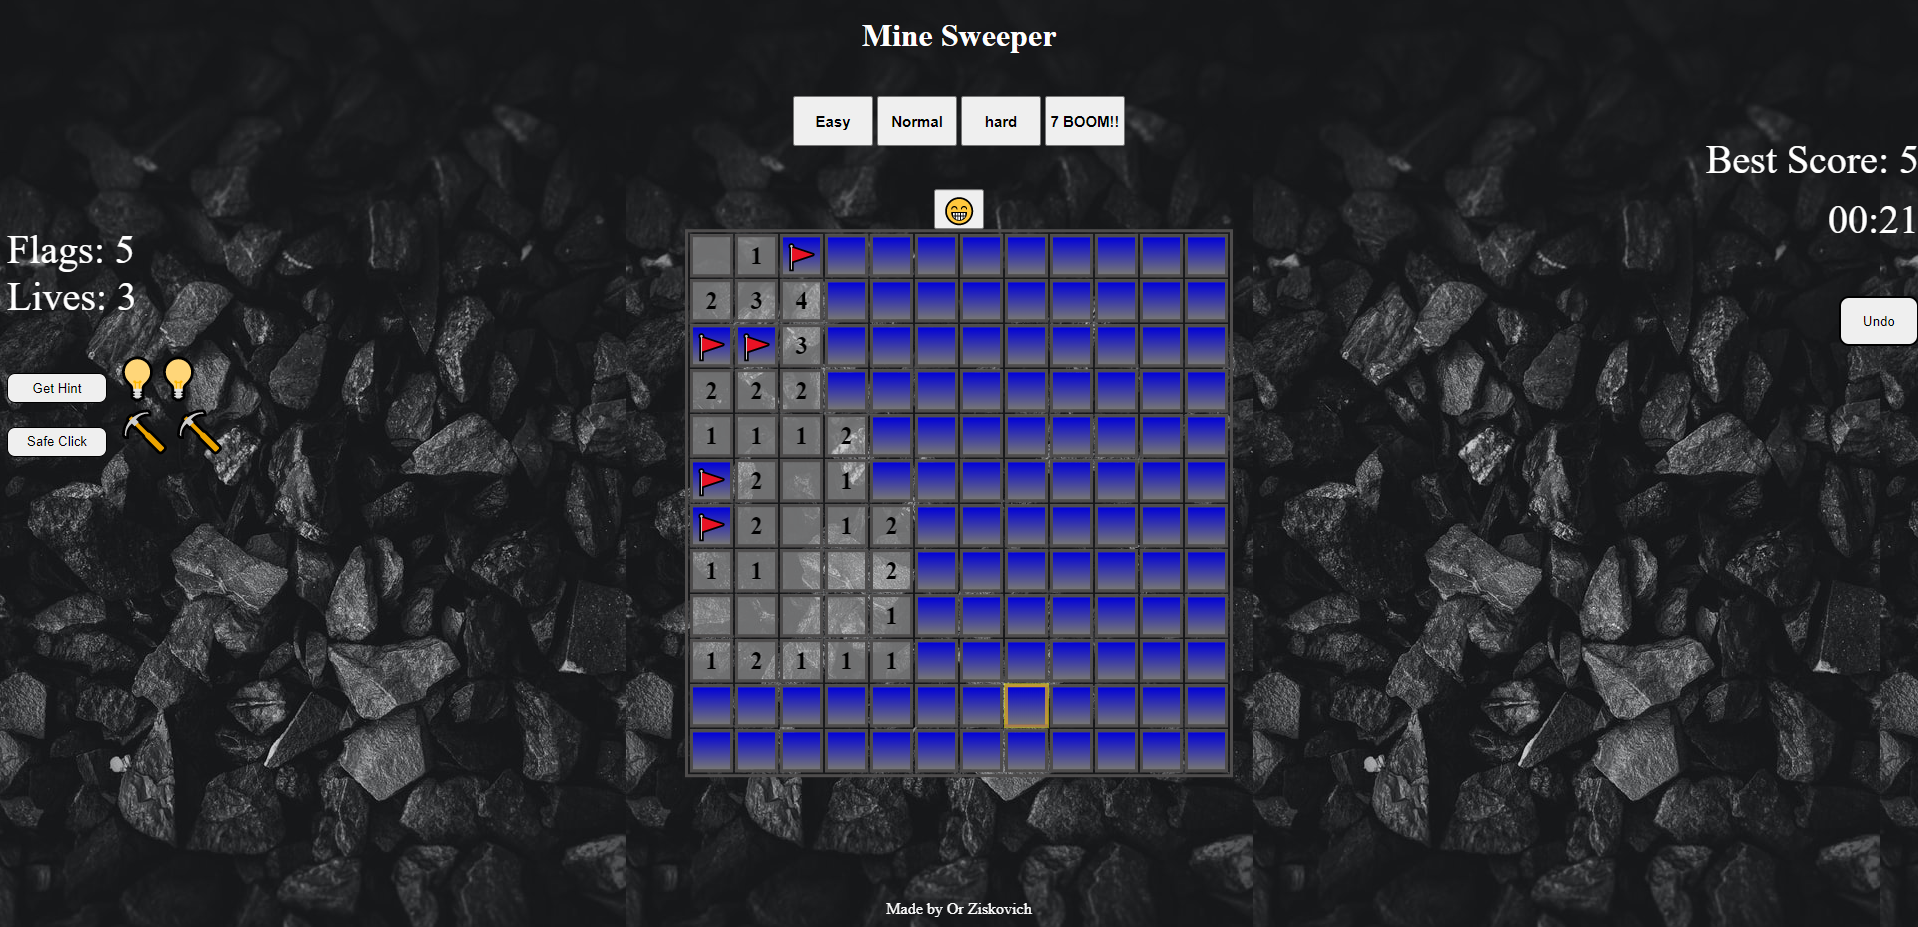 Mine Sweeper
Easy Normal hard 7 BOOM!!
Best Score: 5
00:21
Flags: 5
Lives: 3
Undo
Get Hint
Safe Click
1
2 3 4
3
2 2 2
1 1 1 2
2 1
2 1 2
1 1 2
1
1 2 1 1 1
Made by Or Ziskovich